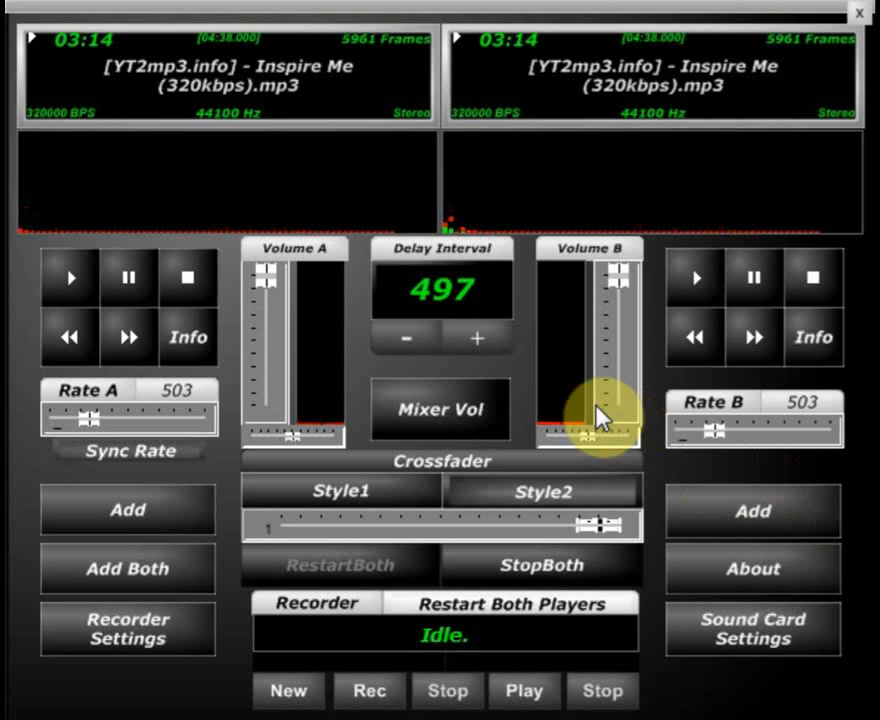 x
03:14 [04:38.000] 5961 Frames
[YT2mp3.info] - Inspire Me
(320kbps).mp3
320000 BPS 44100 Hz Stereo
03:14 [04:38.000] 5961 Frames
[YT2mp3.info] - Inspire Me
(320kbps).mp3
320000 BPS 44100 Hz Stereo
Volume A
Delay Interval
Volume B
497
- +
Info
Info
Mixer Vol
Rate A 503
Rate B 503
Sync Rate
Crossfader
Style1 Style2
1
RestartBoth StopBoth
Add
Add Both
Recorder
Settings
Add
About
Sound Card
Settings
Recorder Restart Both Players
Idle.
New Rec Stop Play Stop